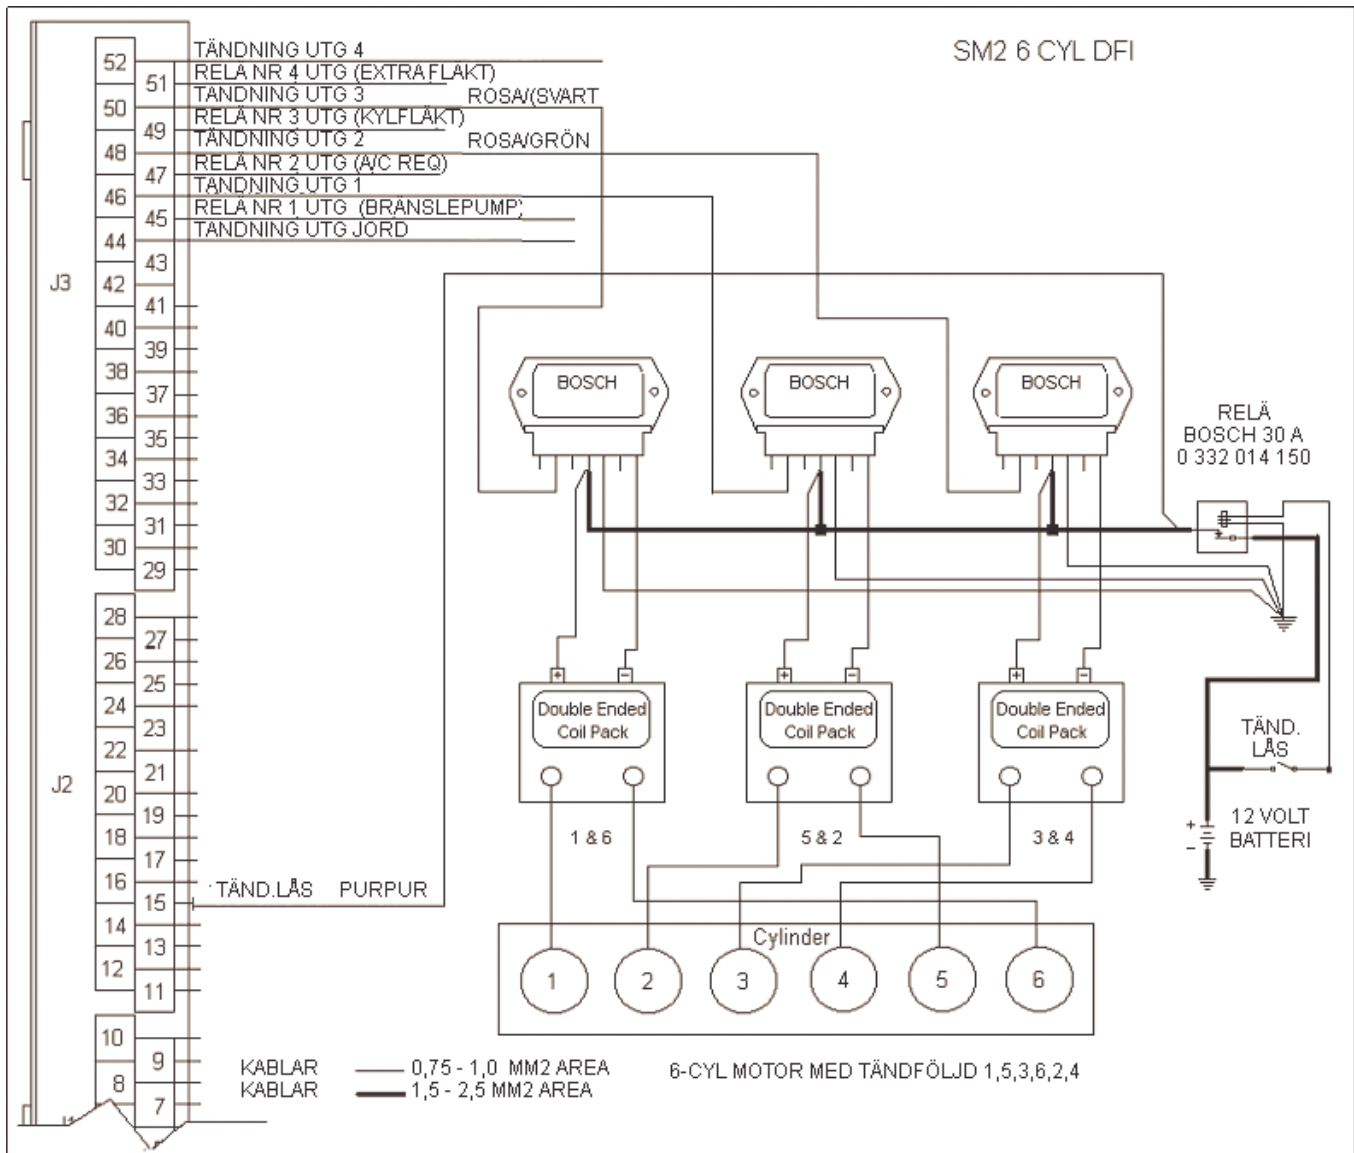 SM2 6 CYL DFI
TÄNDNING UTG 4
RELÄ NR 4 UTG (EXTRA FLÄKT)
TÄNDNING UTG 3 ROSA/(SVART
RELÄ NR 3 UTG (KYLFLÄKT)
TÄNDNING UTG 2 ROSA/GRÖN
RELÄ NR 2 UTG (A/C REQ)
TÄNDNING UTG 1
RELÄ NR 1 UTG (BRÄNSLEPUMP)
TÄNDNING UTG JORD
52
51
50
49
48
47
46
45
44
43
J3
42
41
40
39
38
37
36
35
34
33
32
31
30
29
28
27
26
25
24
23
22
21
J2
20
19
18
17
16
15
14
13
12
11
10
9
8
7
J1
BOSCH
BOSCH
BOSCH
RELÄ
BOSCH 30 A
0 332 014 150
+ −
+ −
+ −
Double Ended
Coil Pack
Double Ended
Coil Pack
Double Ended
Coil Pack
TÄND.
LÅS
1 & 6
5 & 2
3 & 4
+
−
12 VOLT
BATTERI
TÄND.LÅS PURPUR
Cylinder
1 2 3 4 5 6
KABLAR 0,75 - 1,0 MM2 AREA
KABLAR 1,5 - 2,5 MM2 AREA
6-CYL MOTOR MED TÄNDFÖLJD 1,5,3,6,2,4